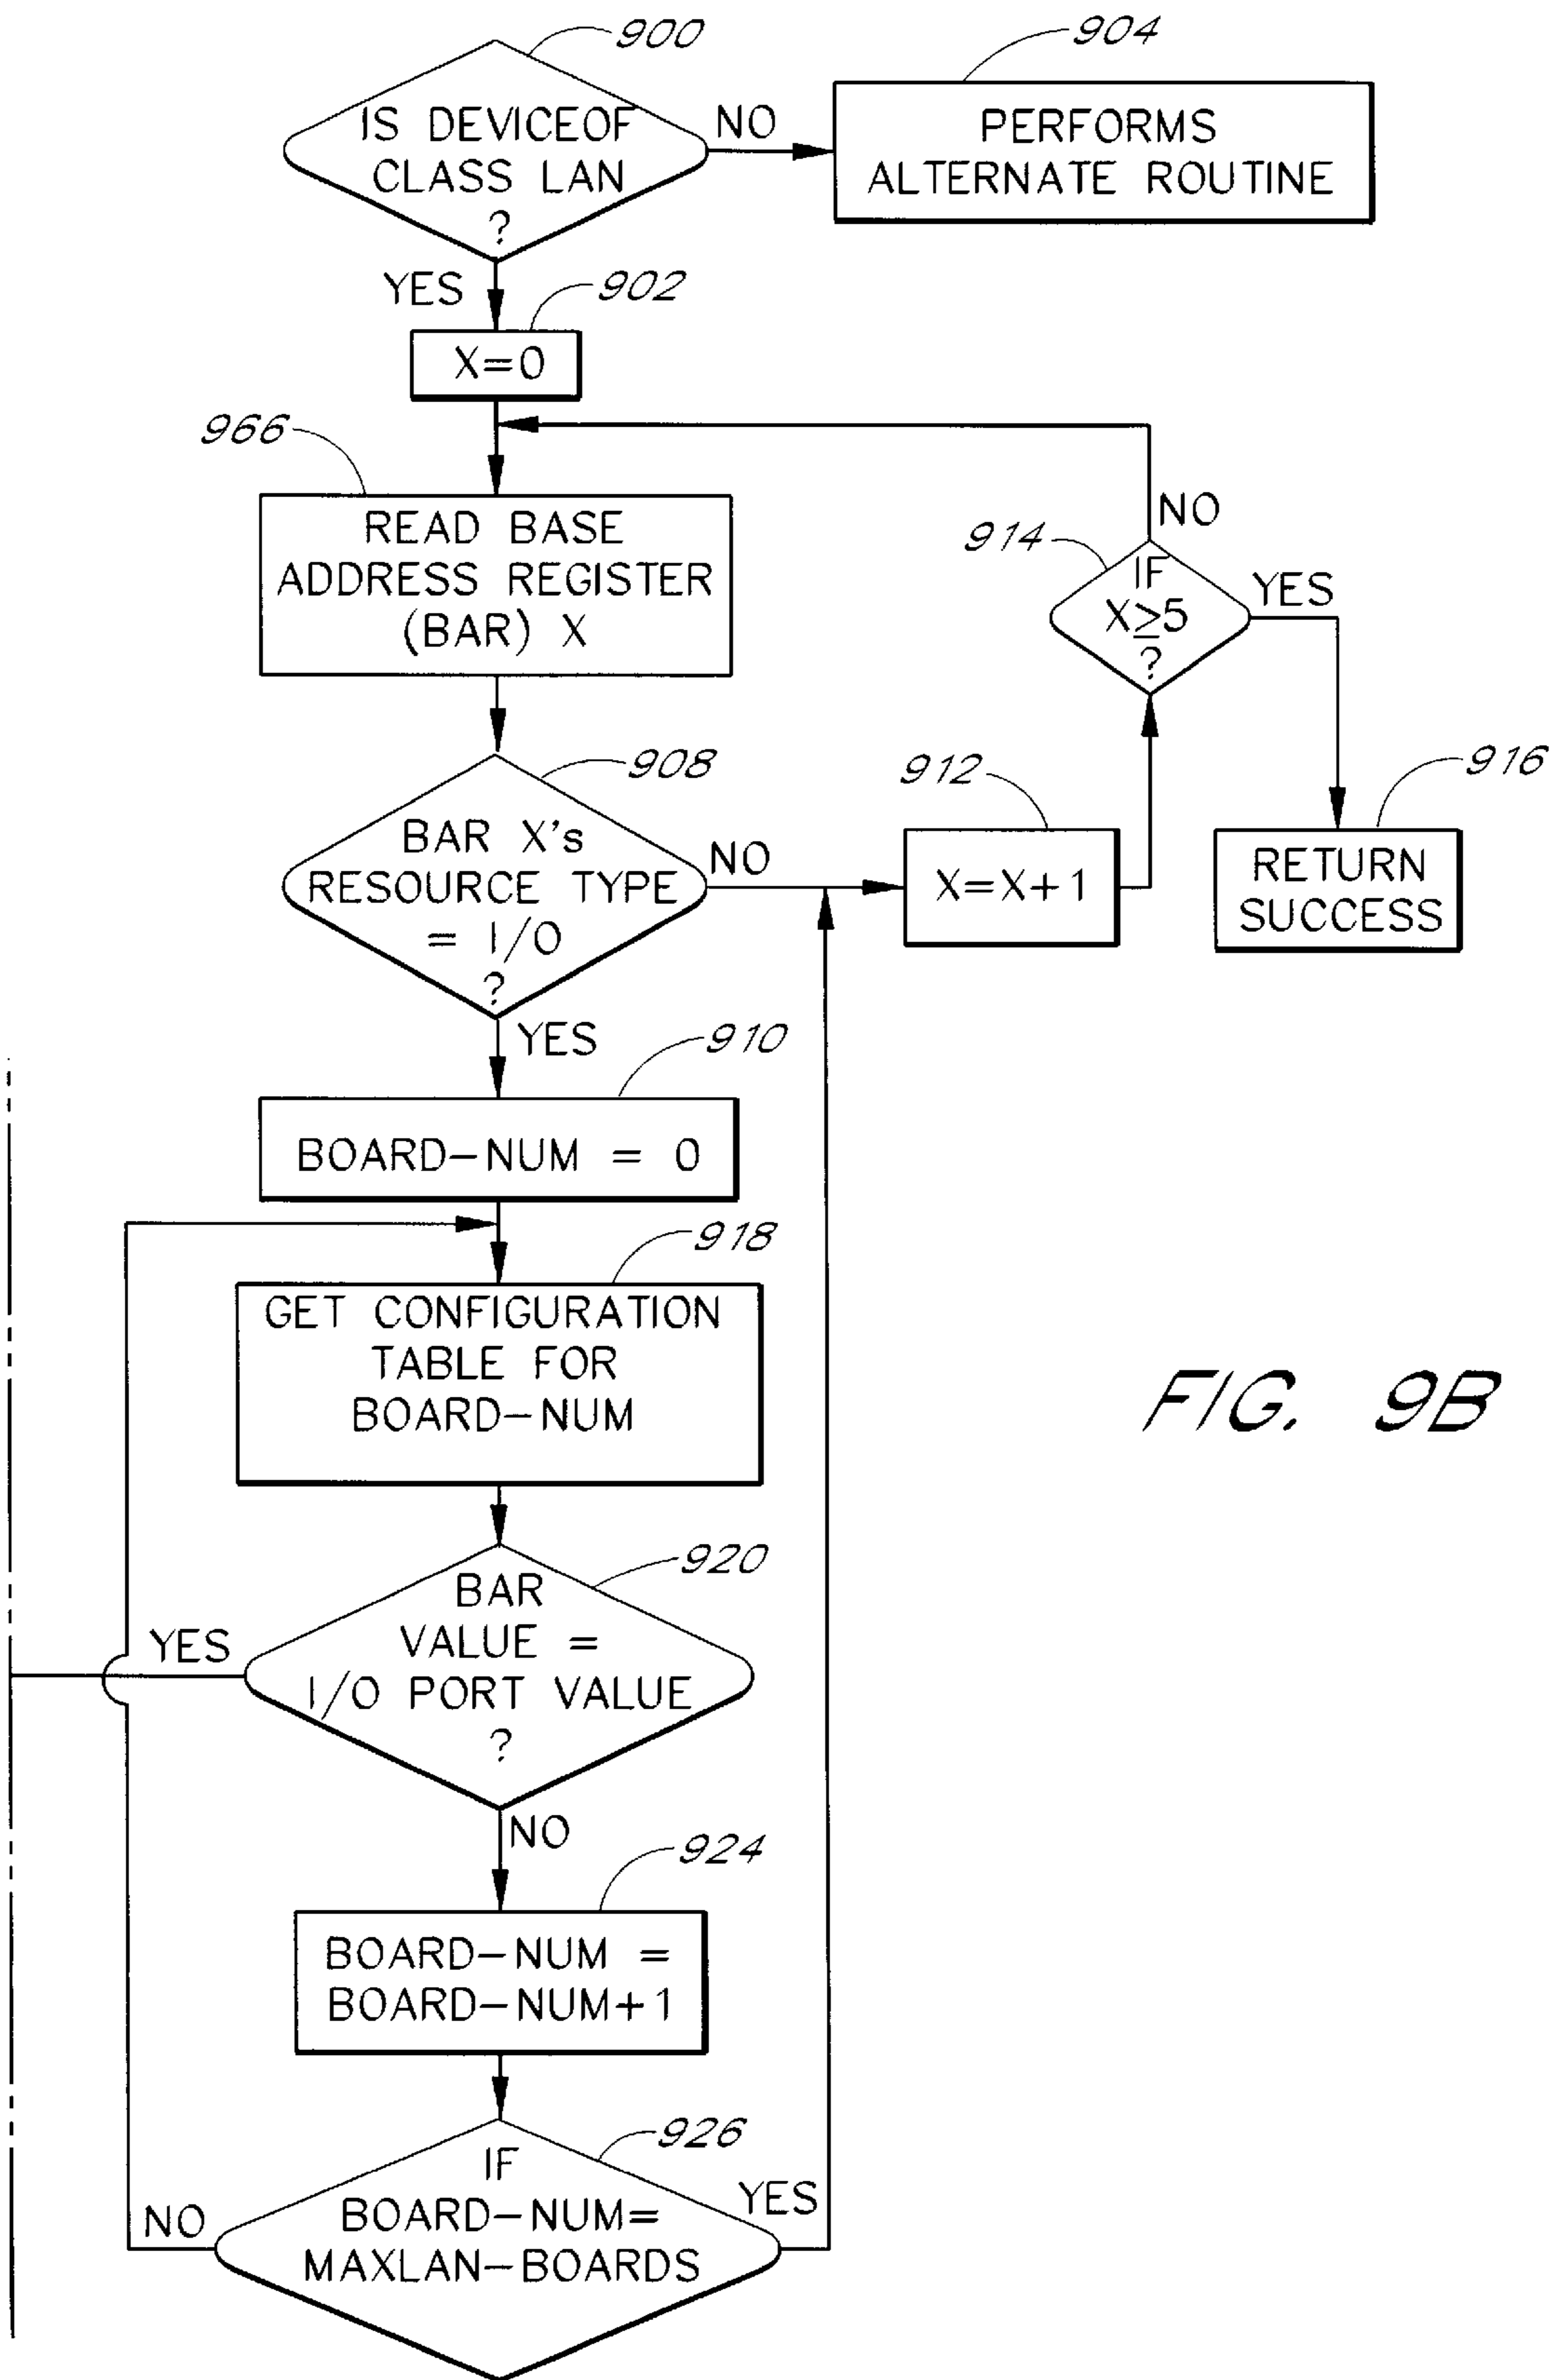 900
904
IS DEVICEOF
CLASS LAN
?
NO
PERFORMS
ALTERNATE ROUTINE
YES
902
X=0
966
READ BASE
ADDRESS REGISTER
(BAR) X
NO
914
IF
X≥5
?
YES
908
BAR X's
RESOURCE TYPE
= I/O
?
NO
912
X=X+1
916
RETURN
SUCCESS
YES
910
BOARD-NUM = 0
918
GET CONFIGURATION
TABLE FOR
BOARD-NUM
FIG. 9B
920
BAR
VALUE =
I/O PORT VALUE
?
YES
NO
924
BOARD-NUM =
BOARD-NUM+1
926
IF
BOARD-NUM=
MAXLAN-BOARDS
NO
YES